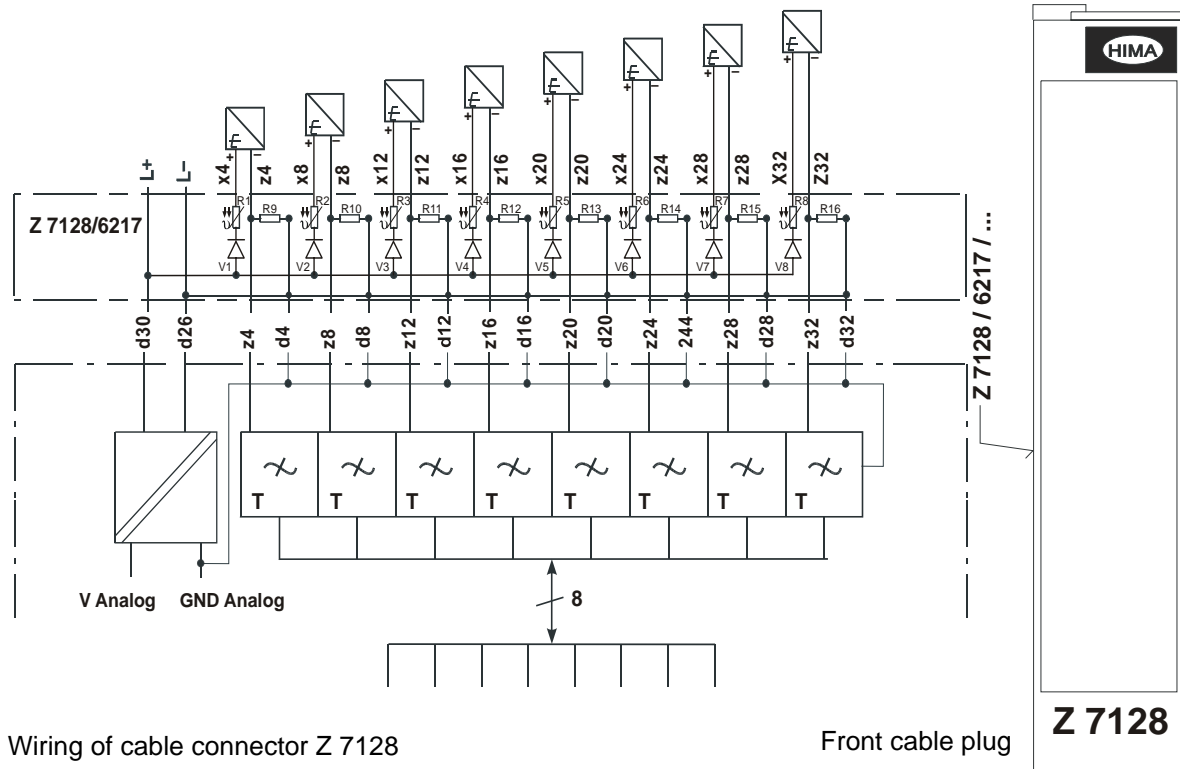 HIMA
L+ L− x4 z4 x8 z8 x12 z12 x16 z16 x20 z20 x24 z24 x28 z28 X32 Z32
+ − + − + − + − + − + − + − + −
Z 7128/6217
R1 R9 R2 R10 R3 R11 R4 R12 R5 R13 R6 R14 R7 R15 R8 R16
V1 V2 V3 V4 V5 V6 V7 V8
Z 7128 / 6217 / ...
d30 d26 z4 d4 z8 d8 z12 d12 z16 d16 z20 d20 z24 244 z28 d28 z32 d32
T T T T T T T T
V Analog GND Analog
8
Z 7128
Wiring of cable connector Z 7128
Front cable plug